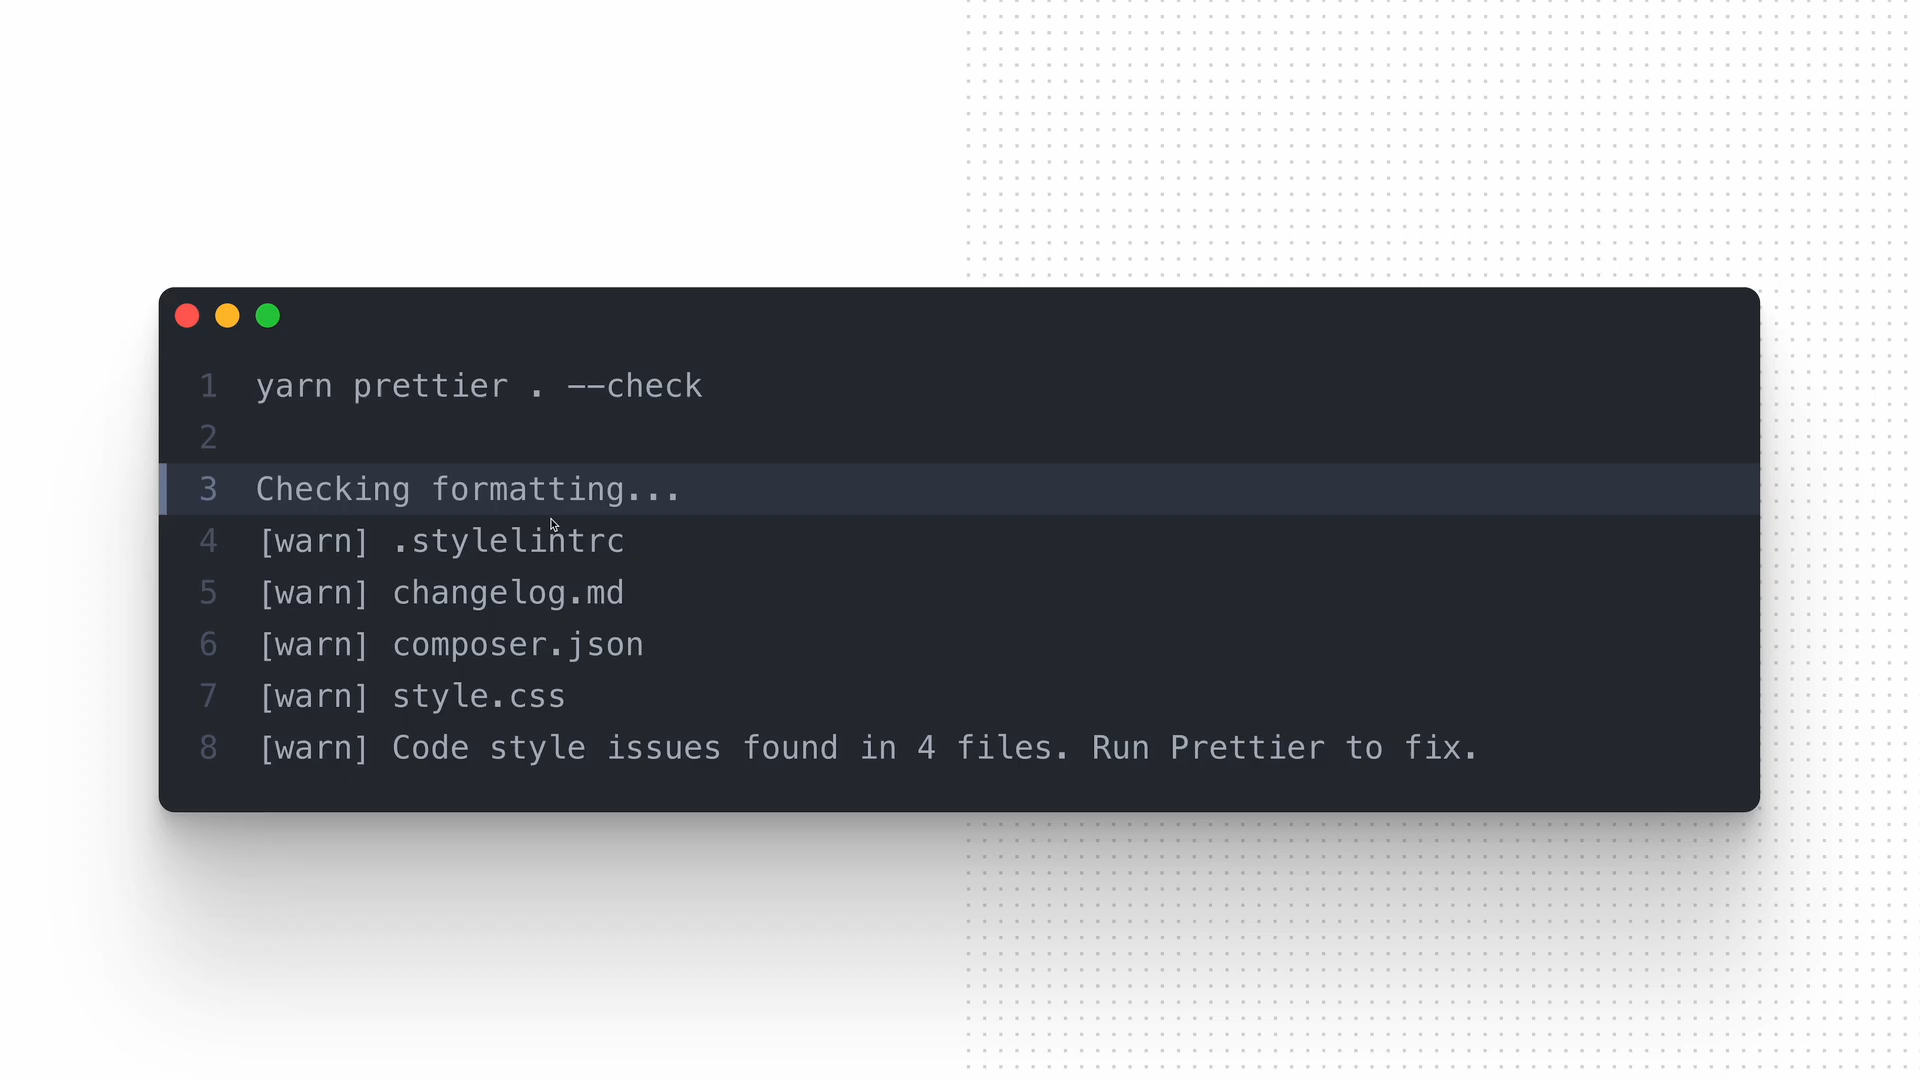 1 yarn prettier . --check
2
3 Checking formatting...
4 [warn] .stylelintrc
5 [warn] changelog.md
6 [warn] composer.json
7 [warn] style.css
8 [warn] Code style issues found in 4 files. Run Prettier to fix.